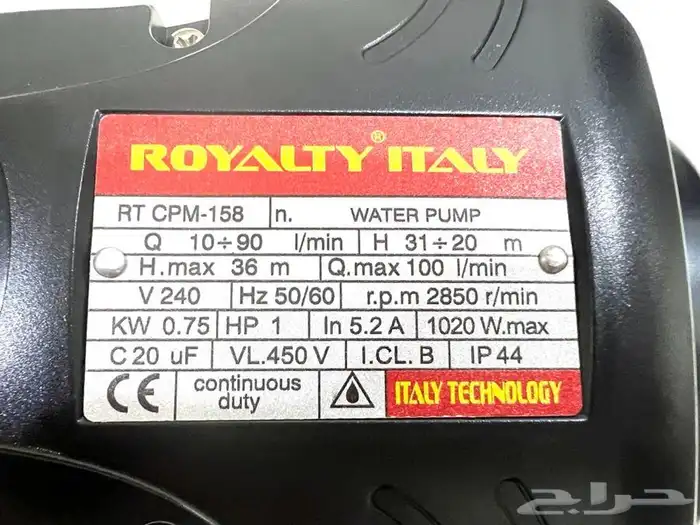 ROYALTY® ITALY
RT CPM-158 n. WATER PUMP
Q 10÷90 l/min H 31÷20 m
H.max 36 m Q.max 100 l/min
V 240 Hz 50/60 r.p.m 2850 r/min
KW 0.75 HP 1 In 5.2 A 1020 W.max
C 20 uF VL.450 V I.CL. B IP 44
CE continuous duty ITALY TECHNOLOGY
حراج